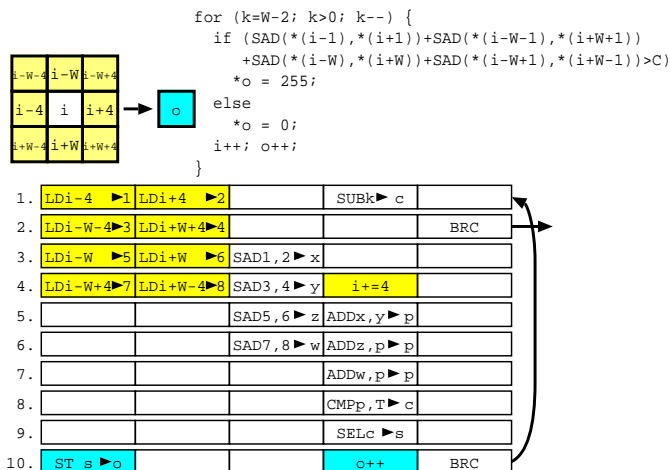 for (k=W-2; k>0; k--) {
if (SAD(*(i-1),*(i+1))+SAD(*(i-W-1),*(i+W+1))
+SAD(*(i-W),*(i+W))+SAD(*(i-W+1),*(i+W-1))>C)
*o = 255;
else
*o = 0;
i++; o++;
}
i-W-4 i-W i-W+4
i-4 i i+4 o
i+W-4 i+W i+W+4
1. LDi-4 ►1 LDi+4 ►2 SUBk► c
2. LDi-W-4►3 LDi+W+4►4 BRC
3. LDi-W ►5 LDi+W ►6 SAD1,2► x
4. LDi-W+4►7 LDi+W-4►8 SAD3,4► y i+=4
5. SAD5,6► z ADDx,y► p
6. SAD7,8► w ADDz,p► p
7. ADDw,p► p
8. CMPp,T► c
9. SELc ►s
10. ST s ►o o++ BRC